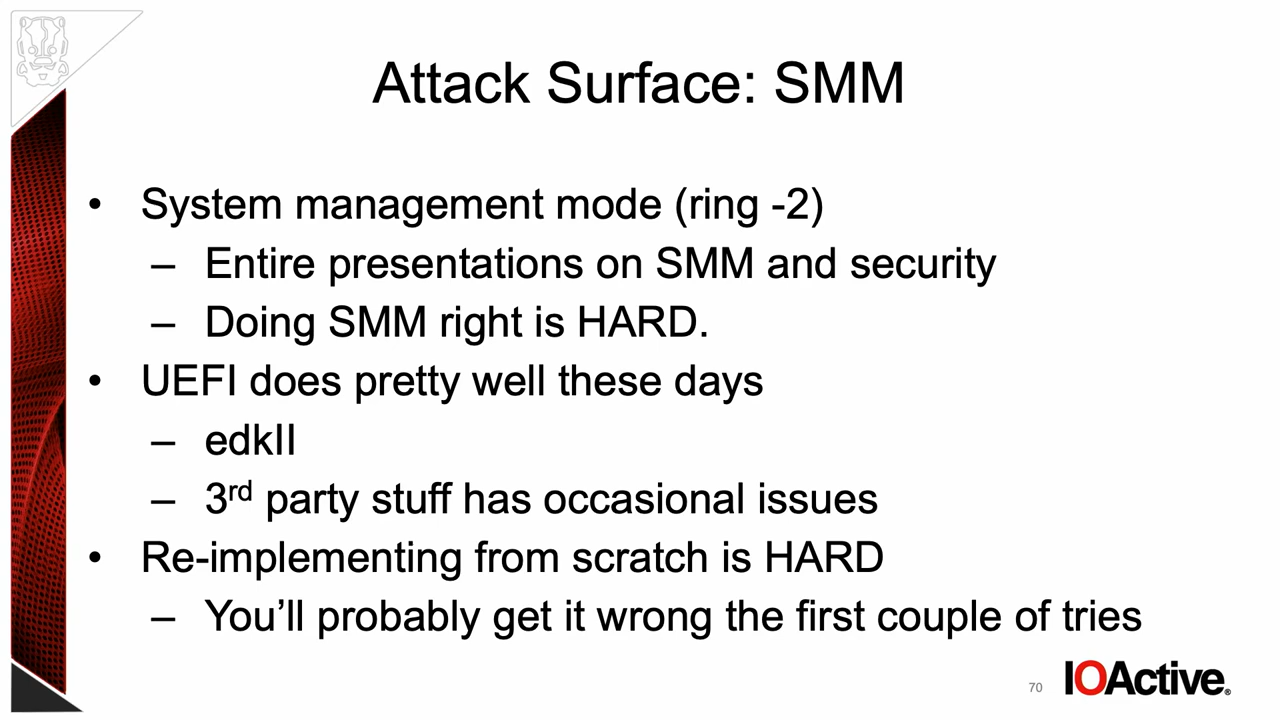 Attack Surface: SMM
• System management mode (ring -2)
– Entire presentations on SMM and security
– Doing SMM right is HARD.
• UEFI does pretty well these days
– edkII
– 3rd party stuff has occasional issues
• Re-implementing from scratch is HARD
– You’ll probably get it wrong the first couple of tries
70
IOActive®